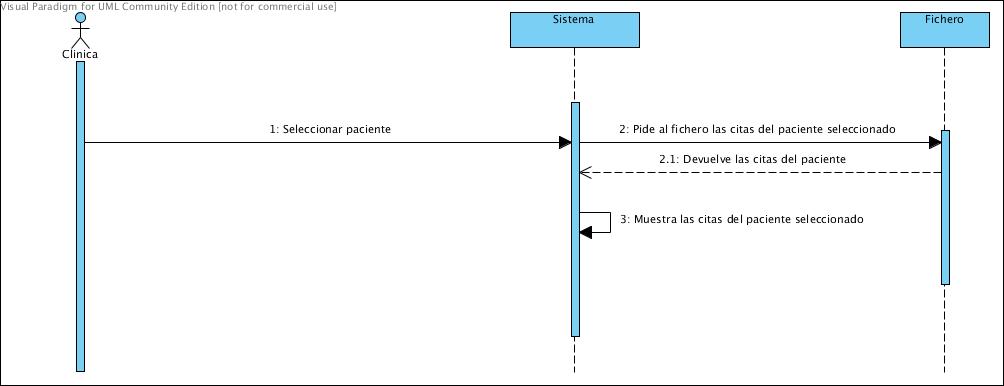 Visual Paradigm for UML Community Edition [not for commercial use]
Sistema
Fichero
Clínica
1: Seleccionar paciente
2: Pide al fichero las citas del paciente seleccionado
2.1: Devuelve las citas del paciente
3: Muestra las citas del paciente seleccionado